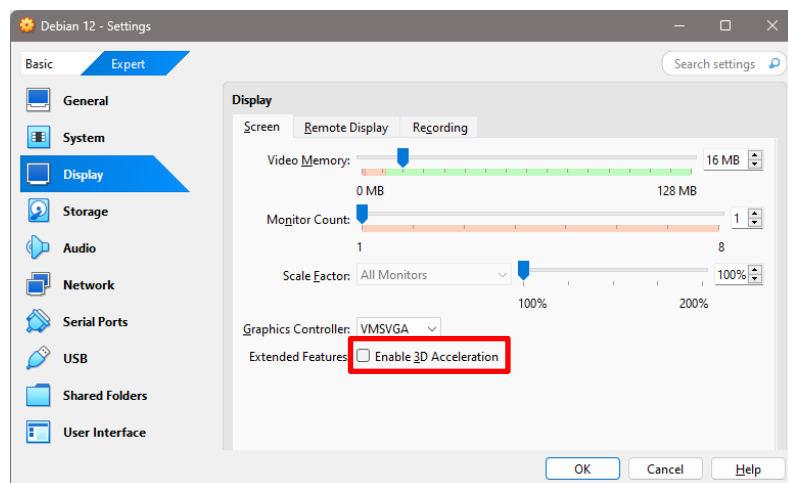 Debian 12 - Settings
Basic Expert Search settings
General
System
Display
Storage
Audio
Network
Serial Ports
USB
Shared Folders
User Interface
Display
Screen Remote Display Recording
Video Memory: 16 MB
0 MB 128 MB
Monitor Count: 1
1 8
Scale Factor: All Monitors 100%
100% 200%
Graphics Controller: VMSVGA
Extended Features: Enable 3D Acceleration
OK Cancel Help